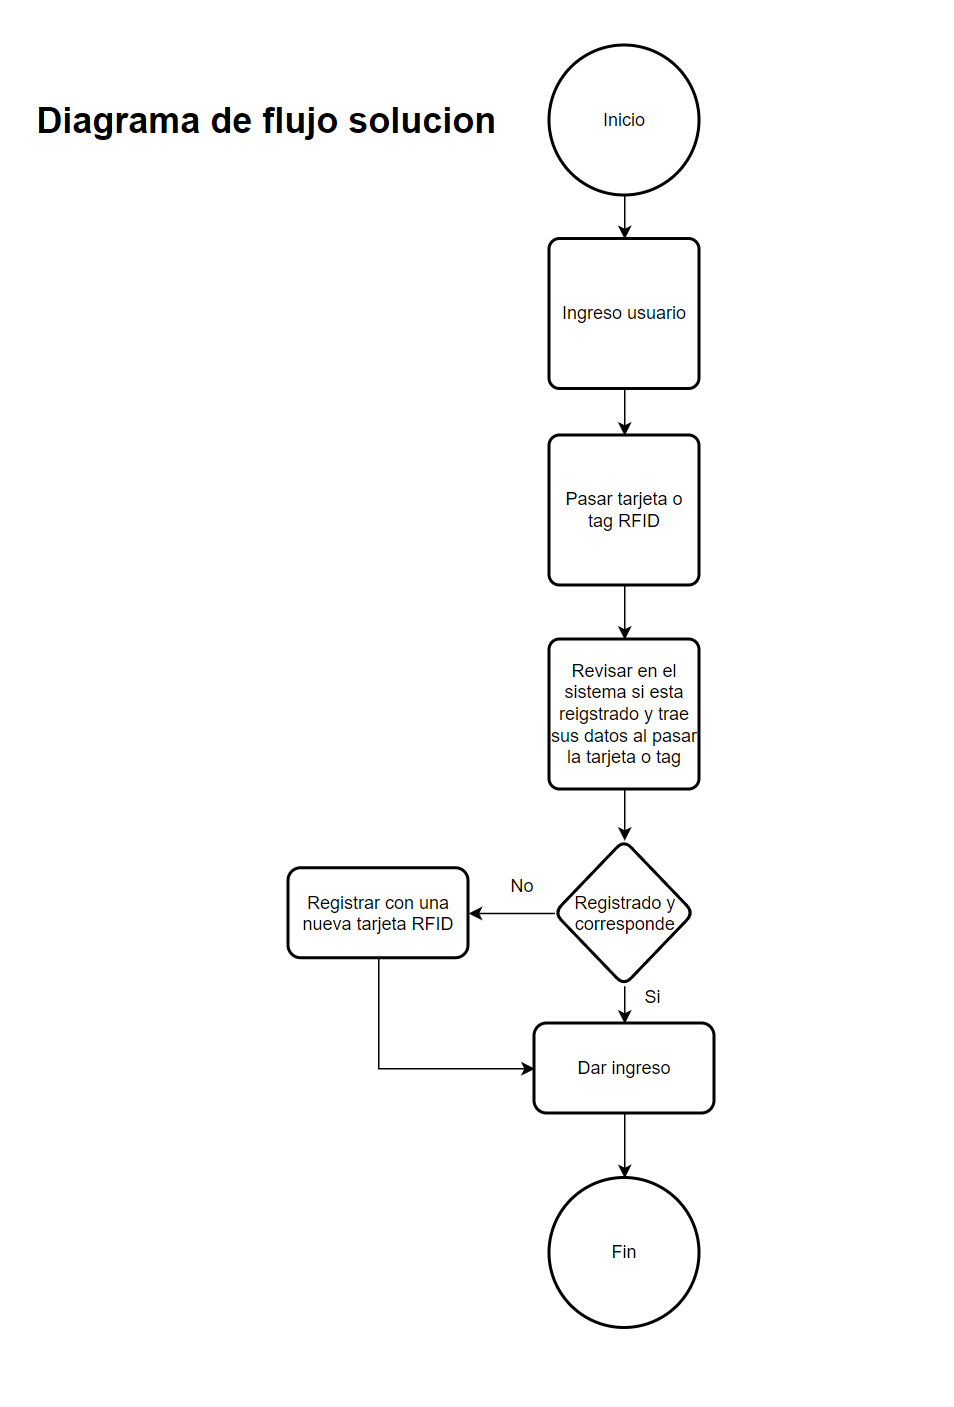 Diagrama de flujo solucion
Inicio
Ingreso usuario
Pasar tarjeta o
tag RFID
Revisar en el
sistema si esta
reigstrado y trae
sus datos al pasar
la tarjeta o tag
Registrado y
corresponde
No
Registrar con una
nueva tarjeta RFID
Si
Dar ingreso
Fin